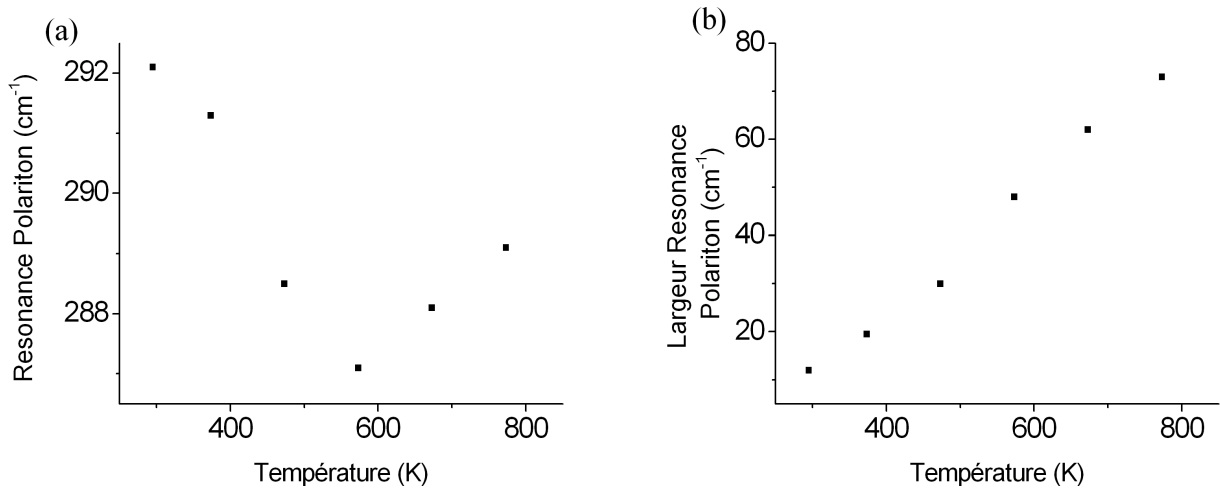 (a)
Resonance Polariton (cm-1)
292
290
288
400
600
800
Température (K)
(b)
Largeur Resonance
Polariton (cm-1)
80
60
40
20
400
600
800
Température (K)